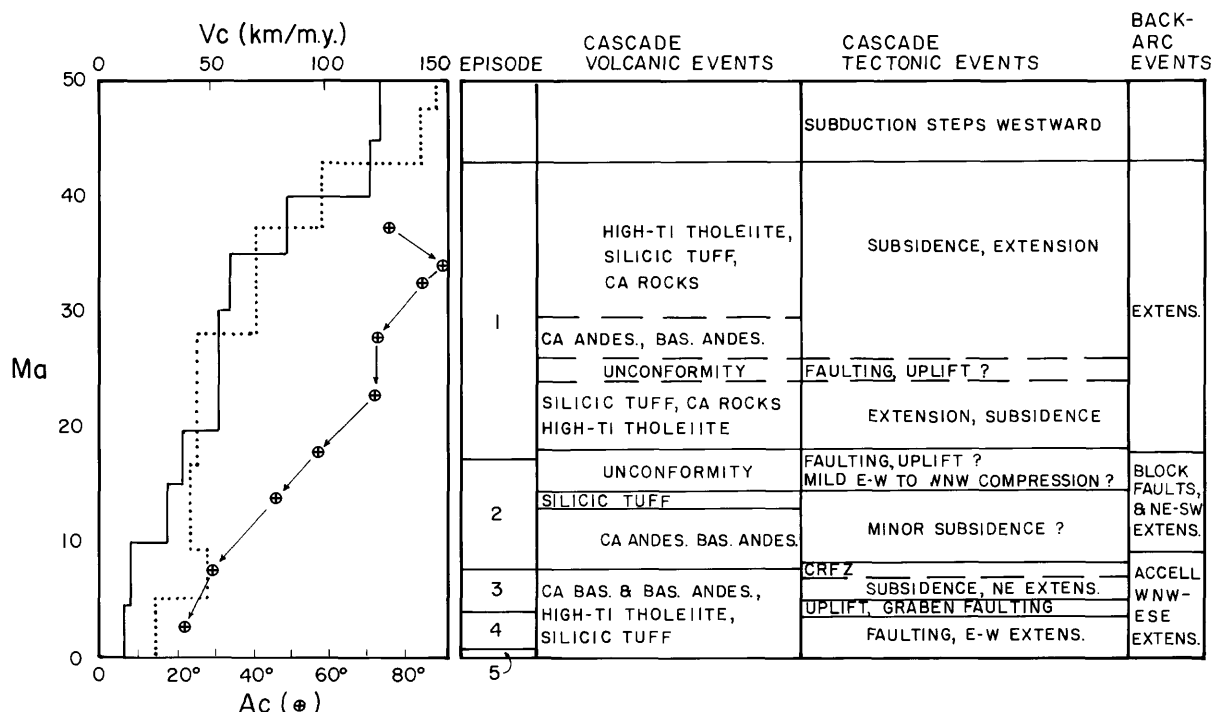 Vc (km/m.y.)
0 50 100 150
50
40
30
20
10
0
Ma
0 20° 40° 60° 80°
Ac (⊕)
EPISODE
1
2
3
4
5
CASCADE
VOLCANIC EVENTS
HIGH-TI THOLEIITE,
SILICIC TUFF,
CA ROCKS
CA ANDES., BAS. ANDES.
UNCONFORMITY
SILICIC TUFF, CA ROCKS
HIGH-TI THOLEIITE
UNCONFORMITY
SILICIC TUFF
CA ANDES. BAS. ANDES.
CA BAS. & BAS. ANDES.,
HIGH-TI THOLEIITE,
SILICIC TUFF
CASCADE
TECTONIC EVENTS
SUBDUCTION STEPS WESTWARD
SUBSIDENCE, EXTENSION
FAULTING, UPLIFT ?
EXTENSION, SUBSIDENCE
FAULTING, UPLIFT ?
MILD E-W TO WNW COMPRESSION ?
MINOR SUBSIDENCE ?
CRFZ
SUBSIDENCE, NE EXTENS.
UPLIFT, GRABEN FAULTING
FAULTING, E-W EXTENS.
BACK-
ARC
EVENTS
EXTENS.
BLOCK
FAULTS,
& NE-SW
EXTENS.
ACCELL
WNW-
ESE
EXTENS.